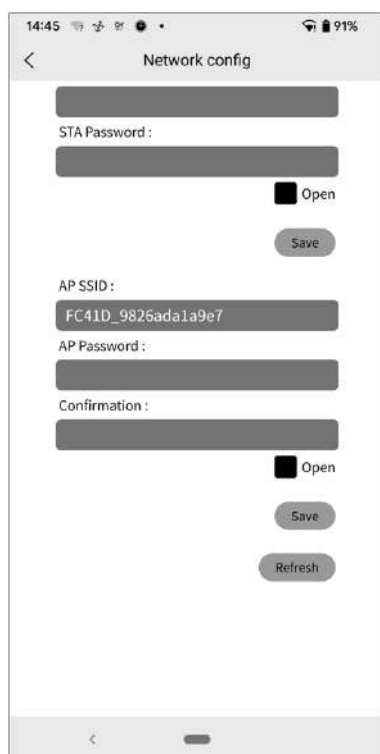 14:45
91%
Network config
STA Password :
Open
Save
AP SSID :
FC41D_9826ada1a9e7
AP Password :
Confirmation :
Open
Save
Refresh